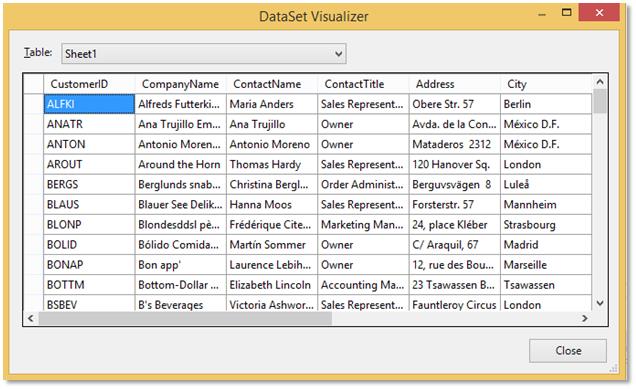 DataSet Visualizer
Table: Sheet1
CustomerID CompanyName ContactName ContactTitle Address City
ALFKI Alfreds Futterki... Maria Anders Sales Represent... Obere Str. 57 Berlin
ANATR Ana Trujillo Em... Ana Trujillo Owner Avda. de la Con... México D.F.
ANTON Antonio Moren... Antonio Moreno Owner Mataderos 2312 México D.F.
AROUT Around the Horn Thomas Hardy Sales Represent... 120 Hanover Sq. London
BERGS Berglunds snab... Christina Bergl... Order Administ... Berguvsvägen 8 Luleå
BLAUS Blauer See Delik... Hanna Moos Sales Represent... Forsterstr. 57 Mannheim
BLONP Blondesddsl pè... Frédérique Cite... Marketing Man... 24, place Kléber Strasbourg
BOLID Bólido Comida... Martín Sommer Owner C/ Araquil, 67 Madrid
BONAP Bon app' Laurence Lebih... Owner 12, rue des Bou... Marseille
BOTTM Bottom-Dollar ... Elizabeth Lincoln Accounting Ma... 23 Tsawassen B... Tsawassen
BSBEV B's Beverages Victoria Ashwor... Sales Represent... Fauntleroy Circus London
Close